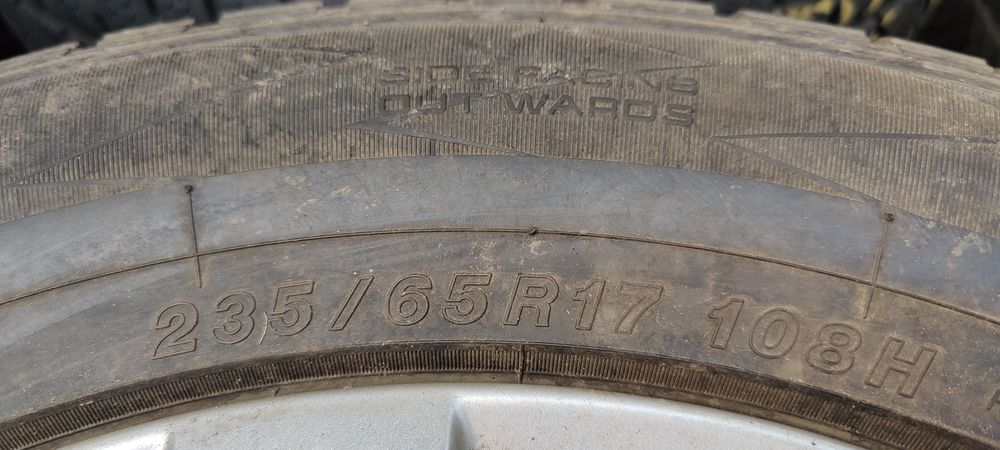 SIDE FACING
OUT WARDS
235/65R17 108H